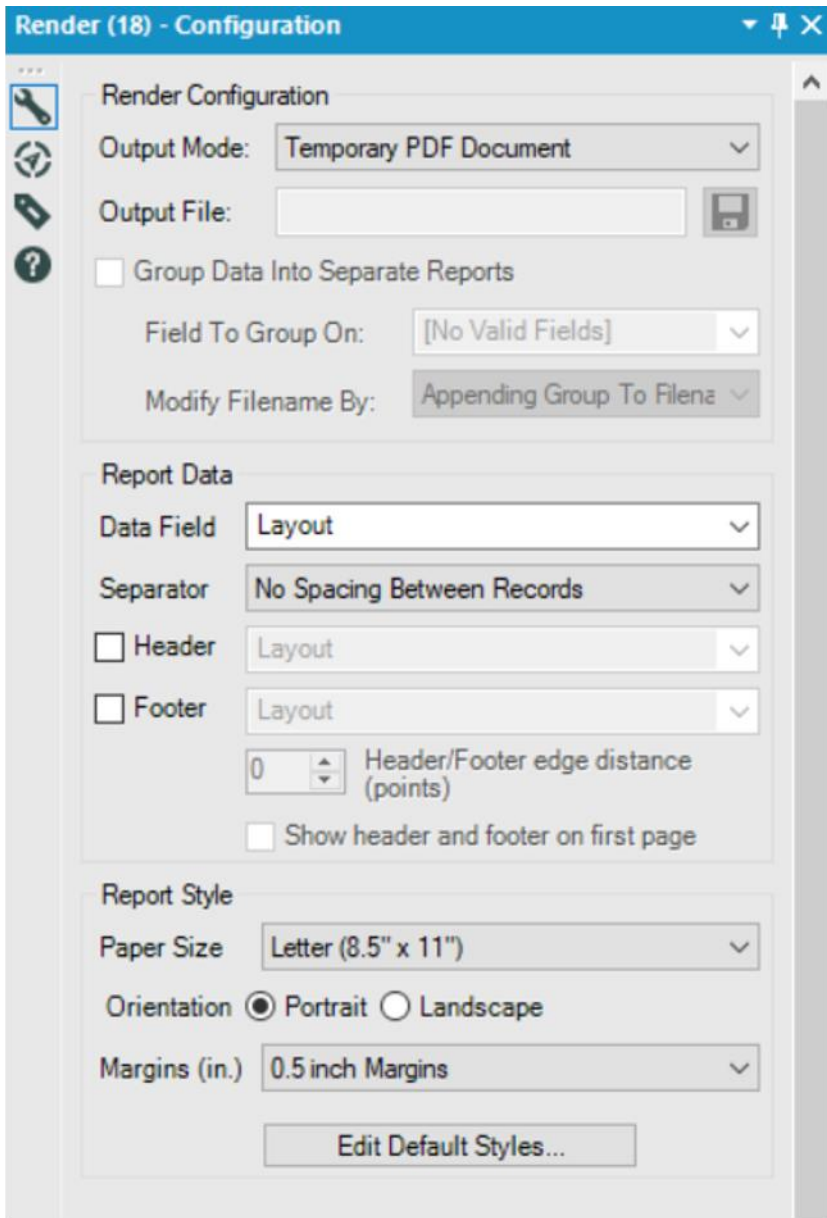 Render (18) - Configuration
Render Configuration
Output Mode: Temporary PDF Document
Output File:
Group Data Into Separate Reports
Field To Group On: [No Valid Fields]
Modify Filename By: Appending Group To Filena
Report Data
Data Field Layout
Separator No Spacing Between Records
Header Layout
Footer Layout
0 Header/Footer edge distance
(points)
Show header and footer on first page
Report Style
Paper Size Letter (8.5" x 11")
Orientation Portrait Landscape
Margins (in.) 0.5 inch Margins
Edit Default Styles...